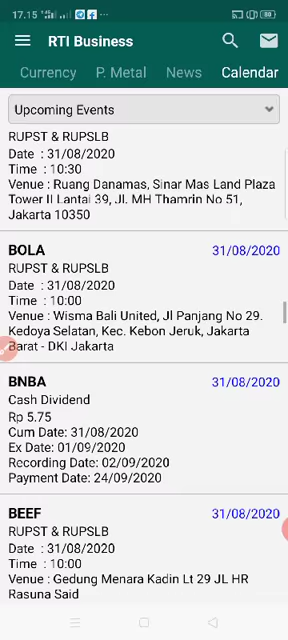 17.15
80
RTI Business
Currency P. Metal News Calendar
Upcoming Events
RUPST & RUPSLB
Date : 31/08/2020
Time : 10:30
Venue : Ruang Danamas, Sinar Mas Land Plaza
Tower II Lantai 39, Jl. MH Thamrin No 51,
Jakarta 10350
BOLA 31/08/2020
RUPST & RUPSLB
Date : 31/08/2020
Time : 10:00
Venue : Wisma Bali United, Jl Panjang No 29.
Kedoya Selatan, Kec. Kebon Jeruk, Jakarta
Barat - DKI Jakarta
BNBA 31/08/2020
Cash Dividend
Rp 5.75
Cum Date: 31/08/2020
Ex Date: 01/09/2020
Recording Date: 02/09/2020
Payment Date: 24/09/2020
BEEF 31/08/2020
RUPST & RUPSLB
Date : 31/08/2020
Time : 10:00
Venue : Gedung Menara Kadin Lt 29 JL HR
Rasuna Said